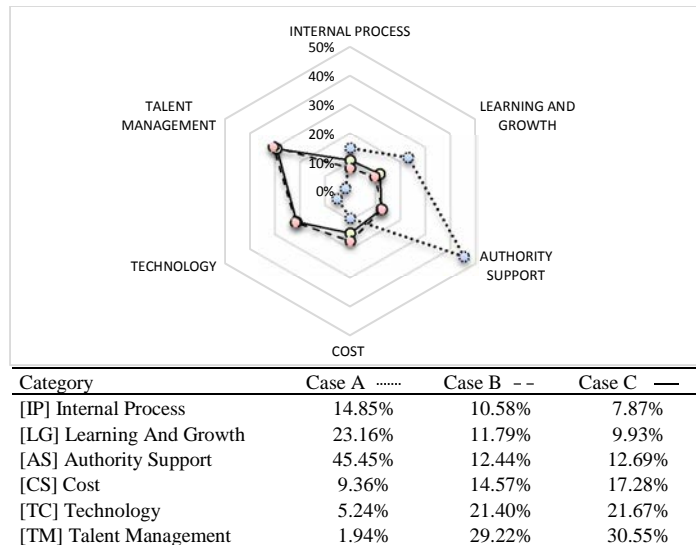 INTERNAL PROCESS
50%
40%
30%
20%
10%
0%
LEARNING AND
GROWTH
AUTHORITY
SUPPORT
COST
TECHNOLOGY
TALENT
MANAGEMENT
Category Case A ....... Case B – – Case C —
[IP] Internal Process 14.85% 10.58% 7.87%
[LG] Learning And Growth 23.16% 11.79% 9.93%
[AS] Authority Support 45.45% 12.44% 12.69%
[CS] Cost 9.36% 14.57% 17.28%
[TC] Technology 5.24% 21.40% 21.67%
[TM] Talent Management 1.94% 29.22% 30.55%